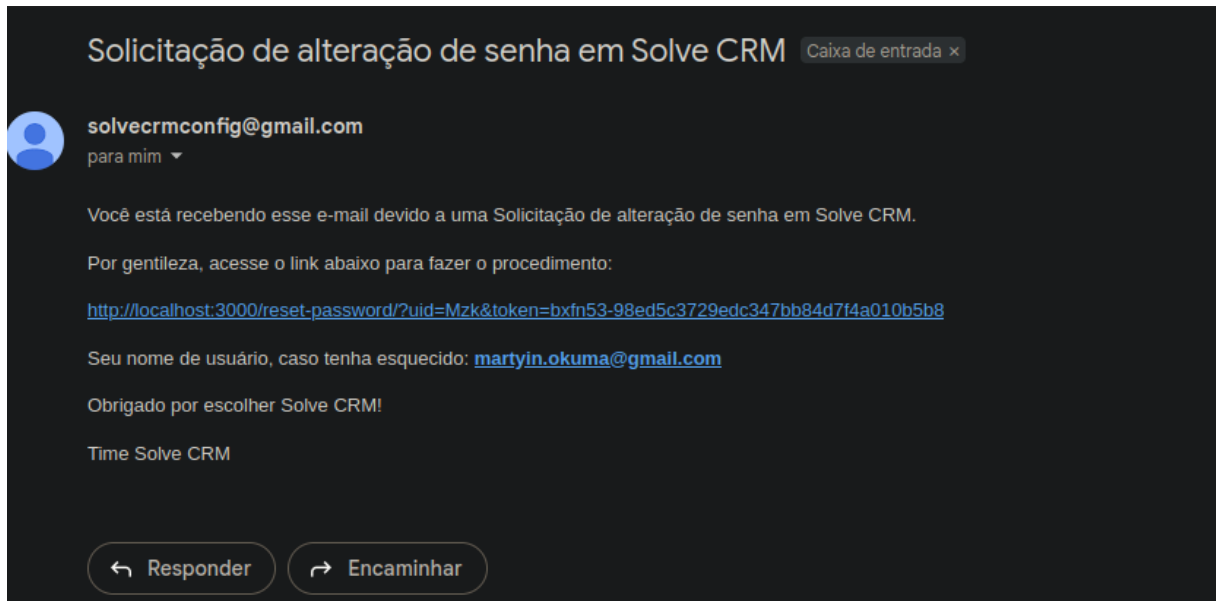 Solicitação de alteração de senha em Solve CRM Caixa de entrada ×
solvecrmconfig@gmail.com
para mim
Você está recebendo esse e-mail devido a uma Solicitação de alteração de senha em Solve CRM.
Por gentileza, acesse o link abaixo para fazer o procedimento:
http://localhost:3000/reset-password/?uid=Mzk&token=bxfn53-98ed5c3729edc347bb84d7f4a010b5b8
Seu nome de usuário, caso tenha esquecido: martyin.okuma@gmail.com
Obrigado por escolher Solve CRM!
Time Solve CRM
Responder Encaminhar